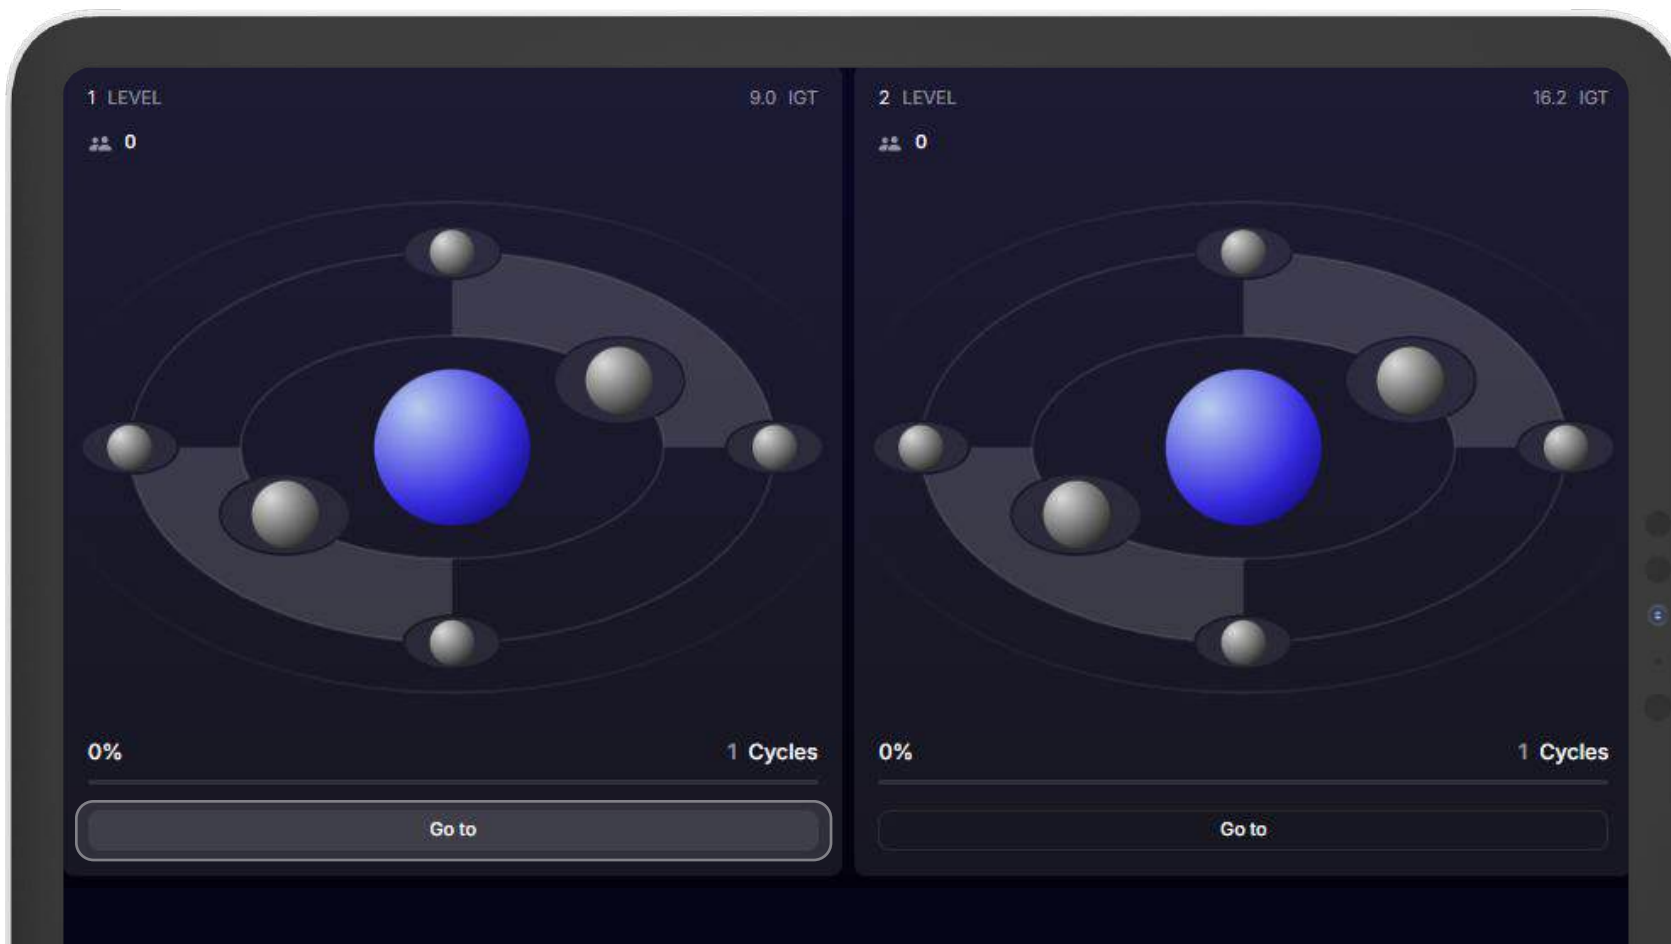 1 LEVEL 9.0 IGT
0
0% 1 Cycles
Go to
2 LEVEL 16.2 IGT
0
0% 1 Cycles
Go to